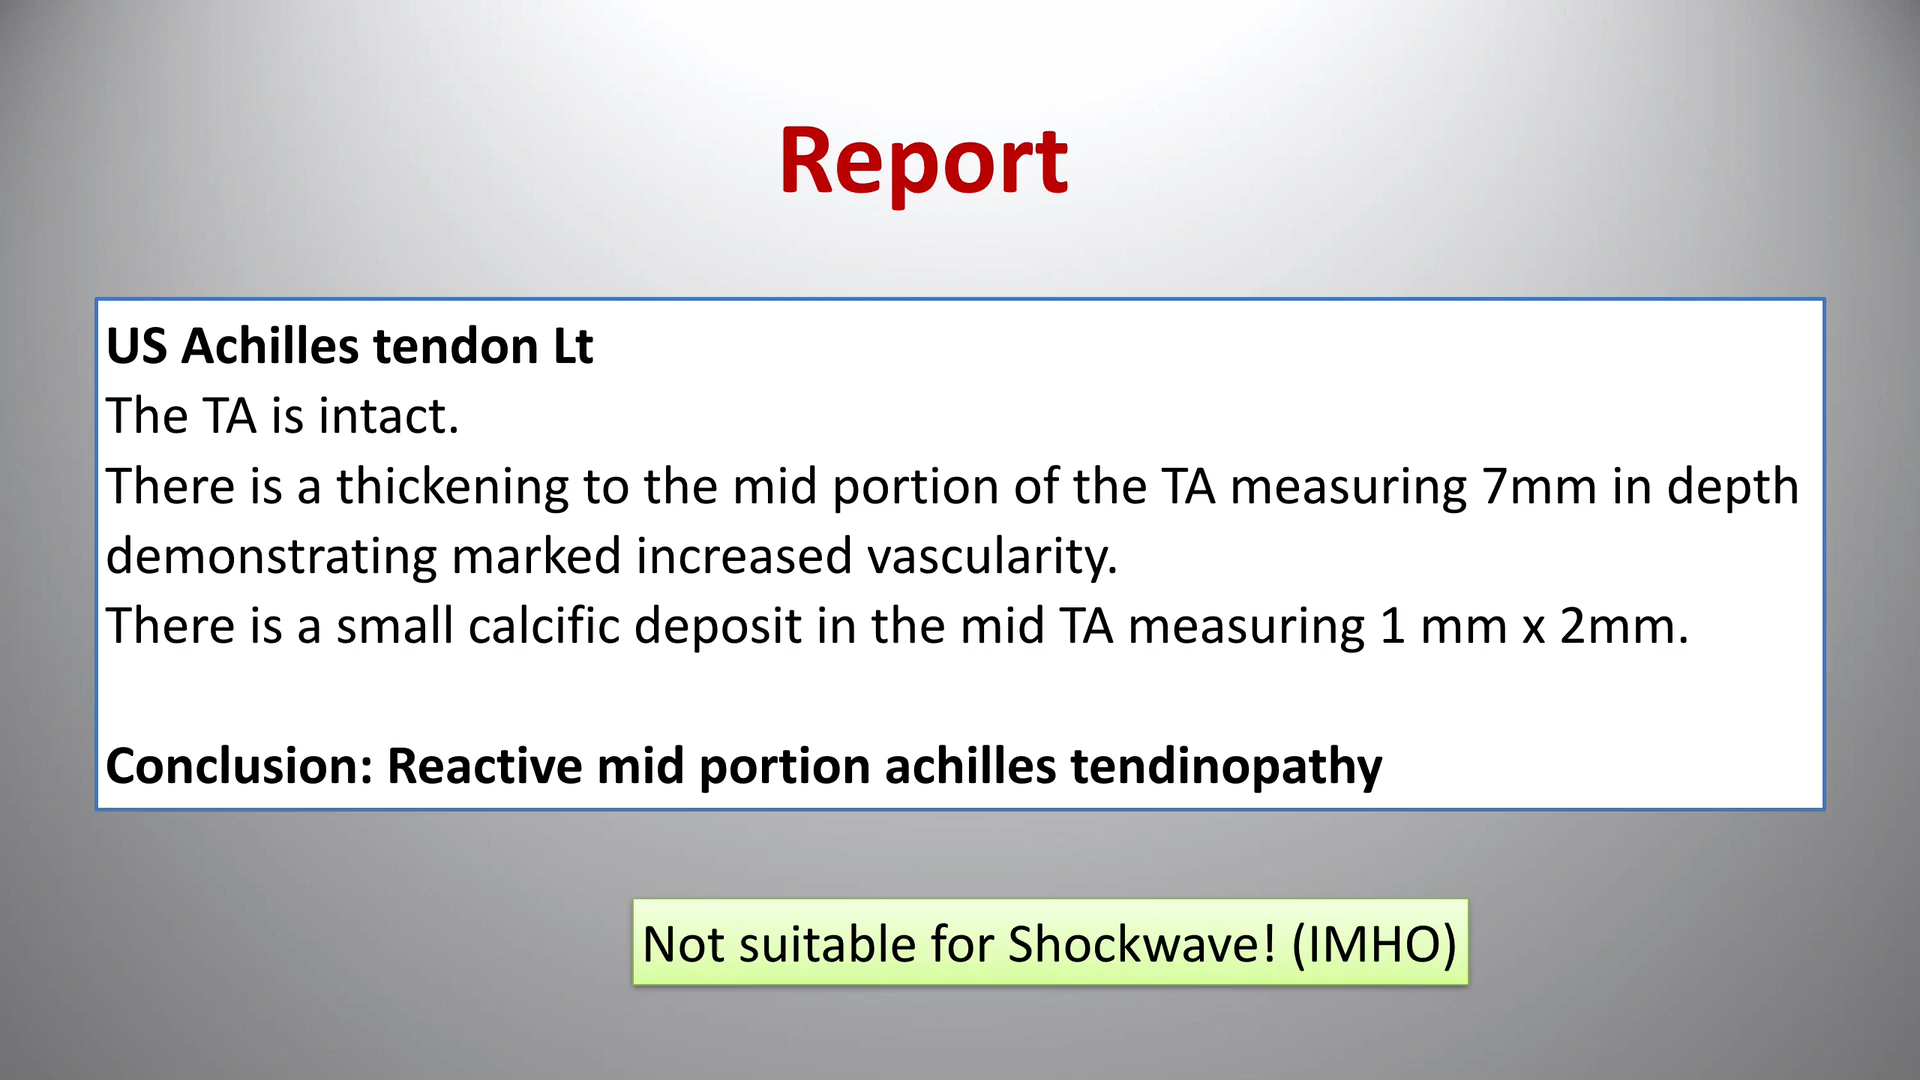 Report
US Achilles tendon Lt
The TA is intact.
There is a thickening to the mid portion of the TA measuring 7mm in depth
demonstrating marked increased vascularity.
There is a small calcific deposit in the mid TA measuring 1 mm x 2mm.
Conclusion: Reactive mid portion achilles tendinopathy
Not suitable for Shockwave! (IMHO)